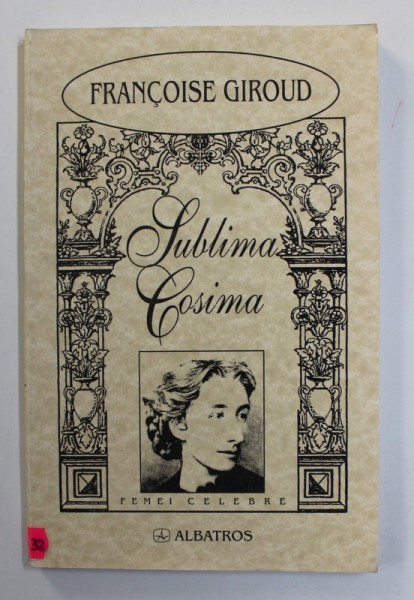 FRANÇOISE GIROUD
Sublima
Cosima
FEMEI CELEBRE
ALBATROS
32